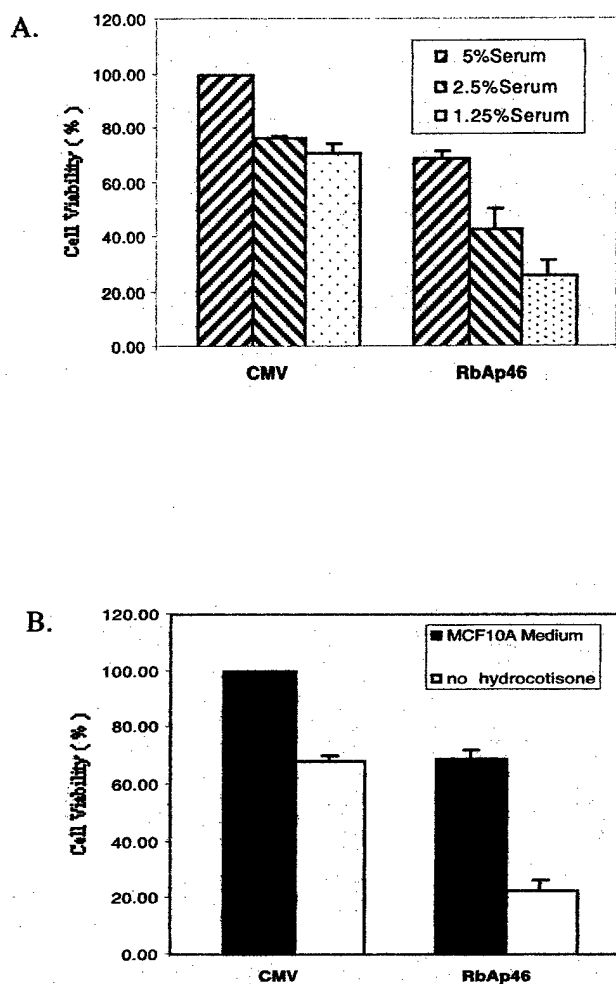 A.
120.00
100.00
80.00
60.00
40.00
20.00
0.00
Cell Viability ( % )
5%Serum
2.5%Serum
1.25%Serum
CMV
RbAp46
B.
120.00
100.00
80.00
60.00
40.00
20.00
0.00
Cell Viability ( % )
MCF10A Medium
no hydrocotisone
CMV
RbAp46